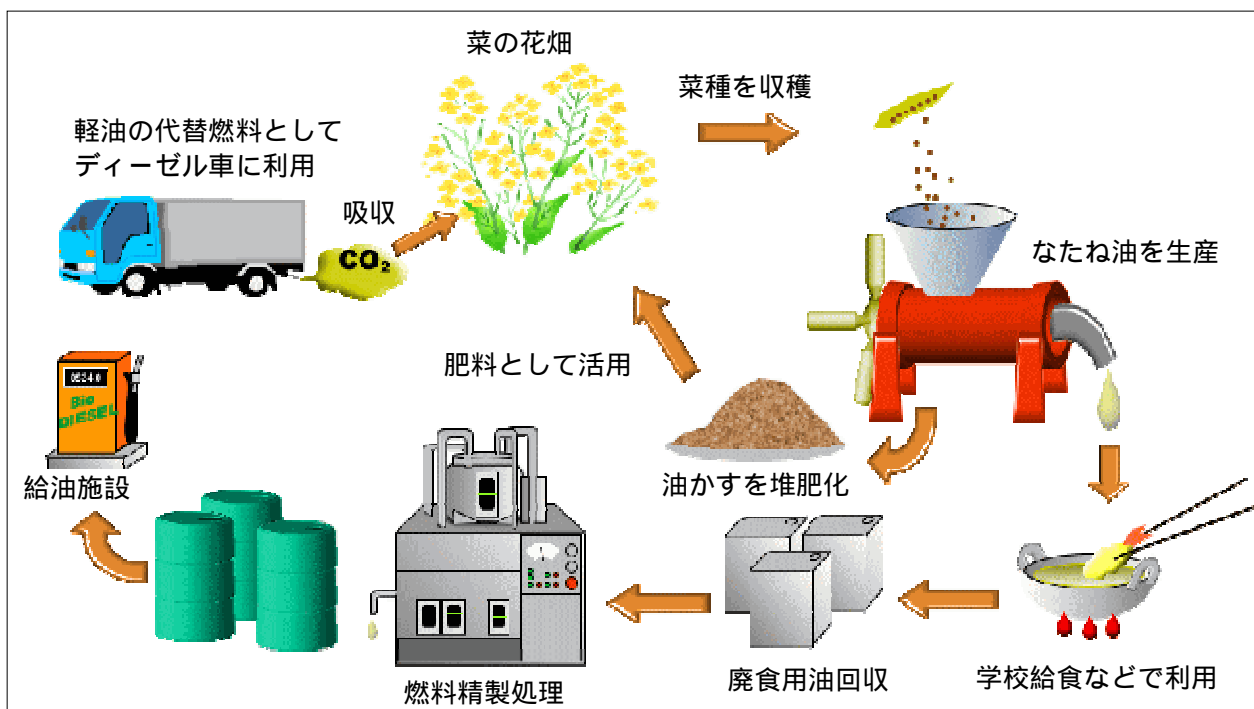 菜の花畑
菜種を収穫
軽油の代替燃料として
ディーゼル車に利用
吸収
CO₂
なたね油を生産
肥料として活用
油かすを堆肥化
05240
Bio
DIESEL
給油施設
燃料精製処理
廃食用油回収
学校給食などで利用